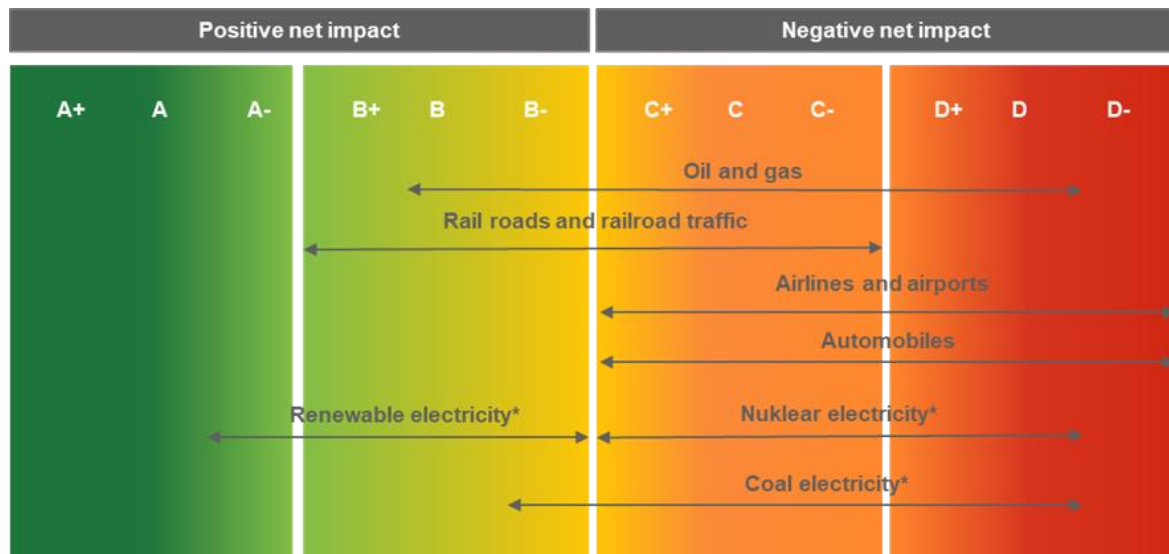 Positive net impact
Negative net impact
A+ A A- B+ B B- C+ C C- D+ D D-
Oil and gas
Rail roads and railroad traffic
Airlines and airports
Automobiles
Renewable electricity* Nuklear electricity*
Coal electricity*